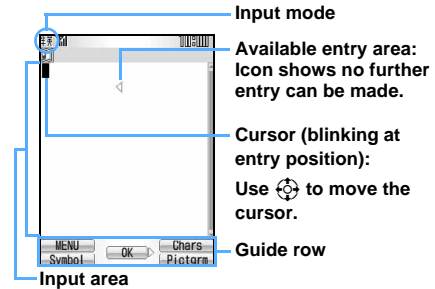 Input mode
Available entry area:
Icon shows no further
entry can be made.
Cursor (blinking at
entry position):
Use to move the
cursor.
MENU
OK
Chars
Symbol
Pictgrm
Guide row
Input area